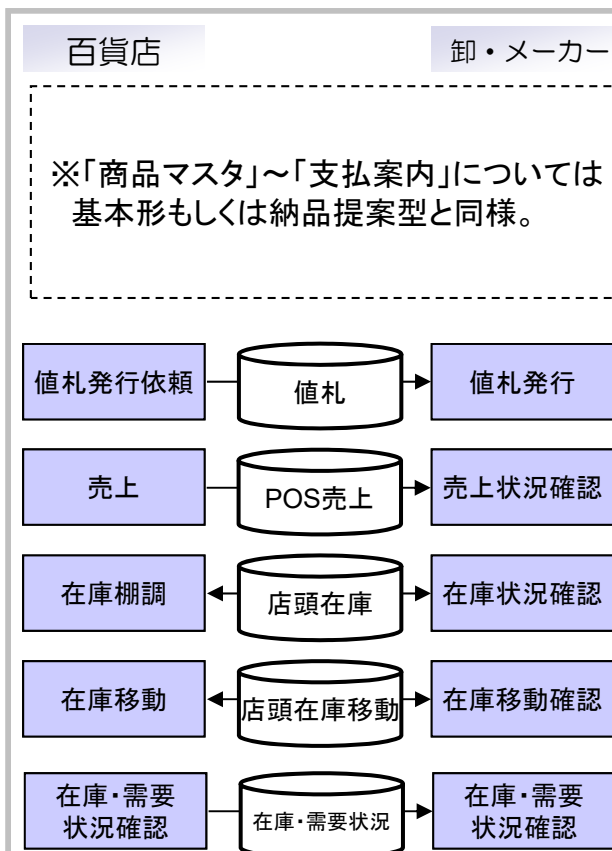 百貨店
卸・メーカー
※「商品マスタ」～「支払案内」については
基本形もしくは納品提案型と同様。
値札発行依頼
値札
値札発行
売上
POS売上
売上状況確認
在庫棚調
店頭在庫
在庫状況確認
在庫移動
店頭在庫移動
在庫移動確認
在庫・需要
状況確認
在庫・需要状況
在庫・需要
状況確認